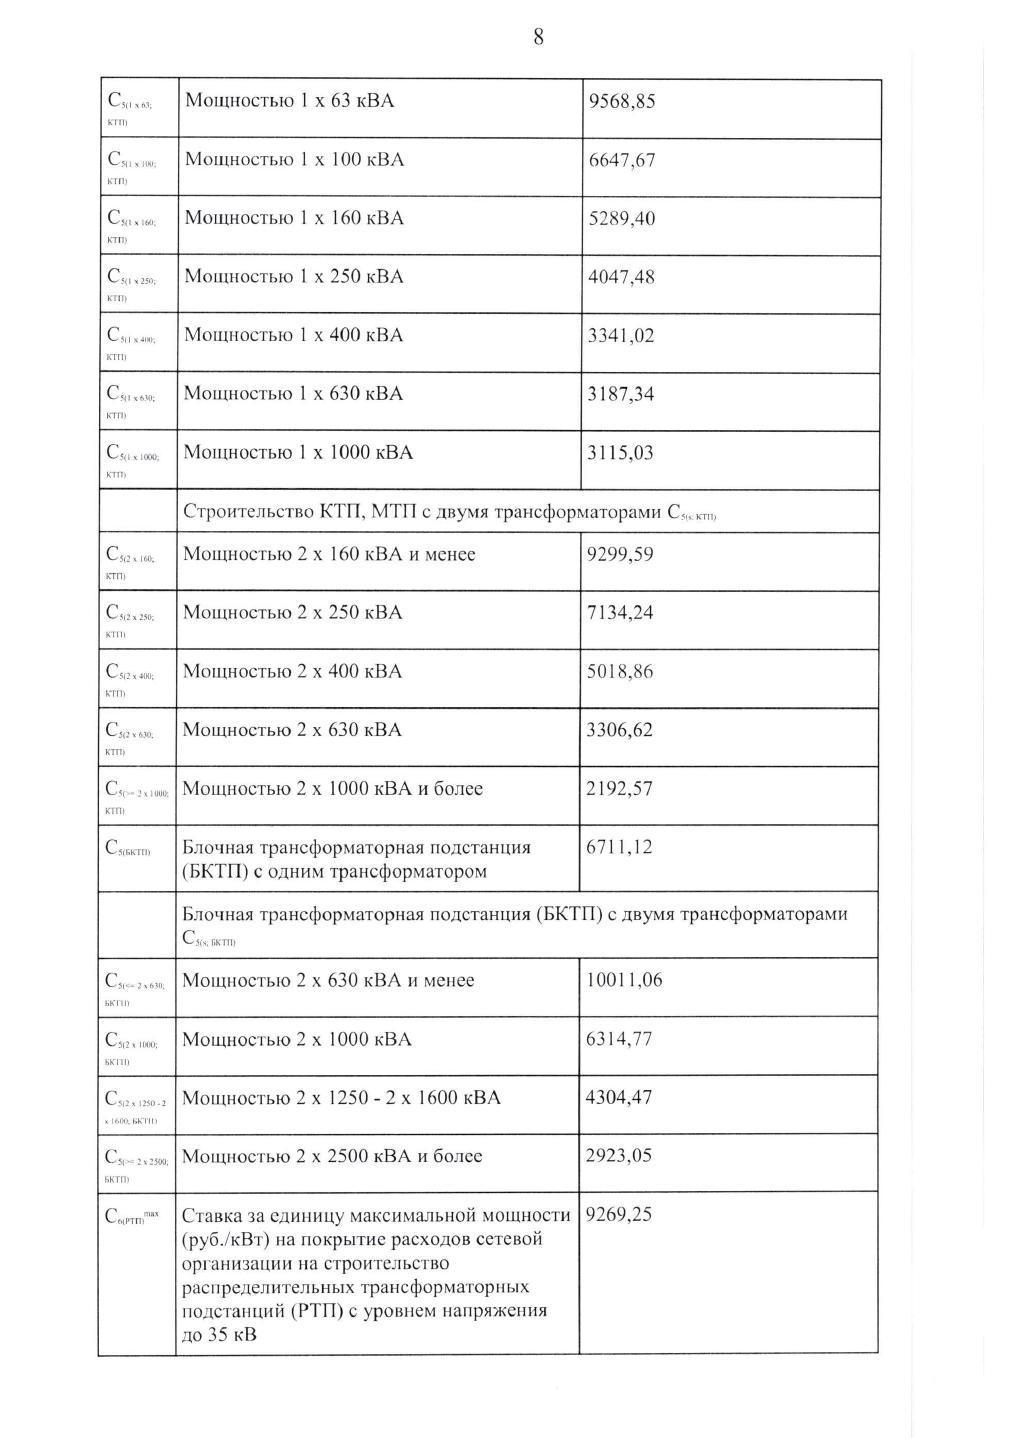 8
C5(1 x 63; Мощностью 1 х 63 кВА 9568,85
КТП)
C5(1 x 100; Мощностью 1 х 100 кВА 6647,67
КТП)
C5(1 x 160; Мощностью 1 х 160 кВА 5289,40
КТП)
C5(1 x 250; Мощностью 1 х 250 кВА 4047,48
КТП)
C5(1 x 400; Мощностью 1 х 400 кВА 3341,02
КТП)
C5(1 x 630; Мощностью 1 х 630 кВА 3187,34
КТП)
C5(1 x 1000; Мощностью 1 х 1000 кВА 3115,03
КТП)
Строительство КТП, МТП с двумя трансформаторами C5(s; КТП)
C5(2 x 160; Мощностью 2 х 160 кВА и менее 9299,59
КТП)
C5(2 x 250; Мощностью 2 х 250 кВА 7134,24
КТП)
C5(2 x 400; Мощностью 2 х 400 кВА 5018,86
КТП)
C5(2 x 630; Мощностью 2 х 630 кВА 3306,62
КТП)
C5(>= 2 x 1000; Мощностью 2 х 1000 кВА и более 2192,57
КТП)
C5(БКТП) Блочная трансформаторная подстанция 6711,12
(БКТП) с одним трансформатором
Блочная трансформаторная подстанция (БКТП) с двумя трансформаторами
C5(s; БКТП)
C5(<= 2 x 630; Мощностью 2 х 630 кВА и менее 10011,06
БКТП)
C5(2 x 1000; Мощностью 2 х 1000 кВА 6314,77
БКТП)
C5(2 x 1250 - 2 Мощностью 2 х 1250 - 2 х 1600 кВА 4304,47
x 1600; БКТП)
C5(>= 2 x 2500; Мощностью 2 х 2500 кВА и более 2923,05
БКТП)
C6(РТП)max Ставка за единицу максимальной мощности 9269,25
(руб./кВт) на покрытие расходов сетевой
организации на строительство
распределительных трансформаторных
подстанций (РТП) с уровнем напряжения
до 35 кВ